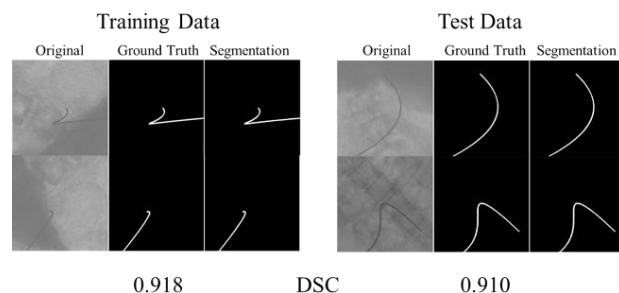 Training Data
Test Data
Original Ground Truth Segmentation
Original Ground Truth Segmentation
0.918 DSC 0.910